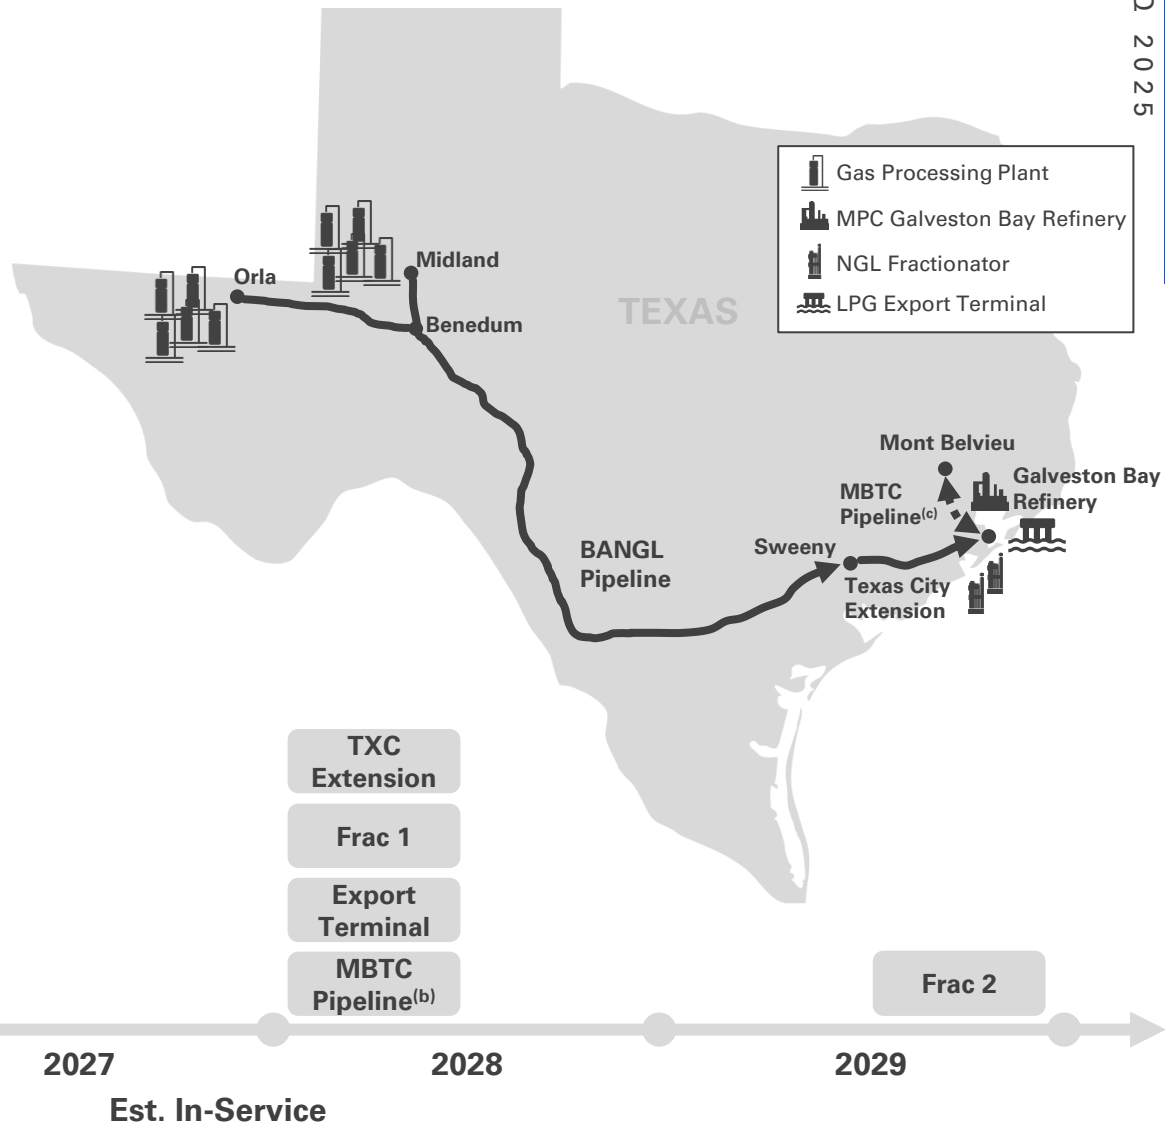 2025
Gas Processing Plant
MPC Galveston Bay Refinery
NGL Fractionator
LPG Export Terminal
Midland
Orla
TEXAS
Benedum
Mont Belvieu
Galveston Bay
Refinery
MBTC
Pipeline(c)
BANGL
Pipeline
Sweeny
Texas City
Extension
TXC
Extension
Frac 1
Export
Terminal
MBTC
Pipeline(b)
Frac 2
2027
2028
2029
Est. In-Service